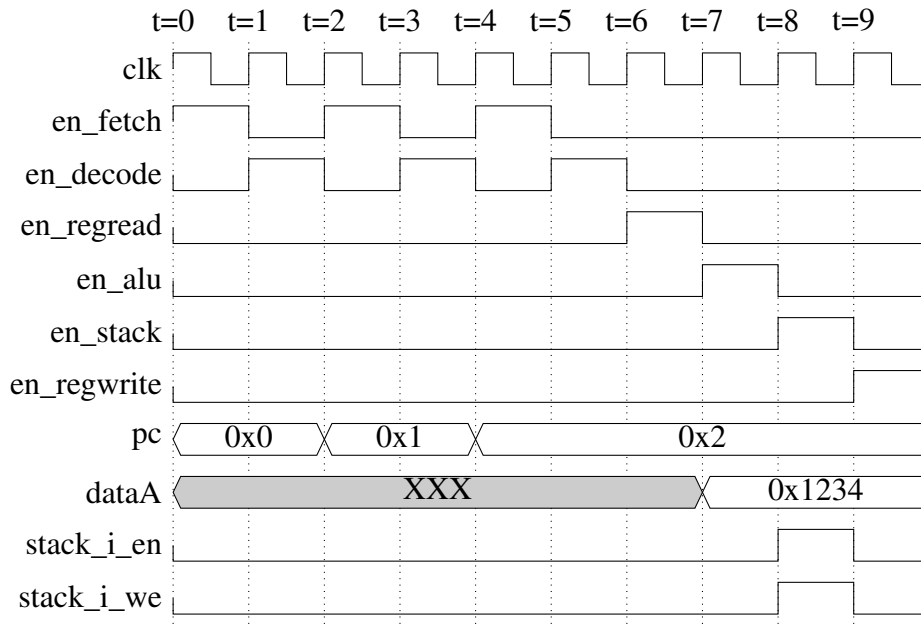 t=0 t=1 t=2 t=3 t=4 t=5 t=6 t=7 t=8 t=9
clk
en_fetch
en_decode
en_regread
en_alu
en_stack
en_regwrite
pc 0x0 0x1 0x2
dataA XXX 0x1234
stack_i_en
stack_i_we